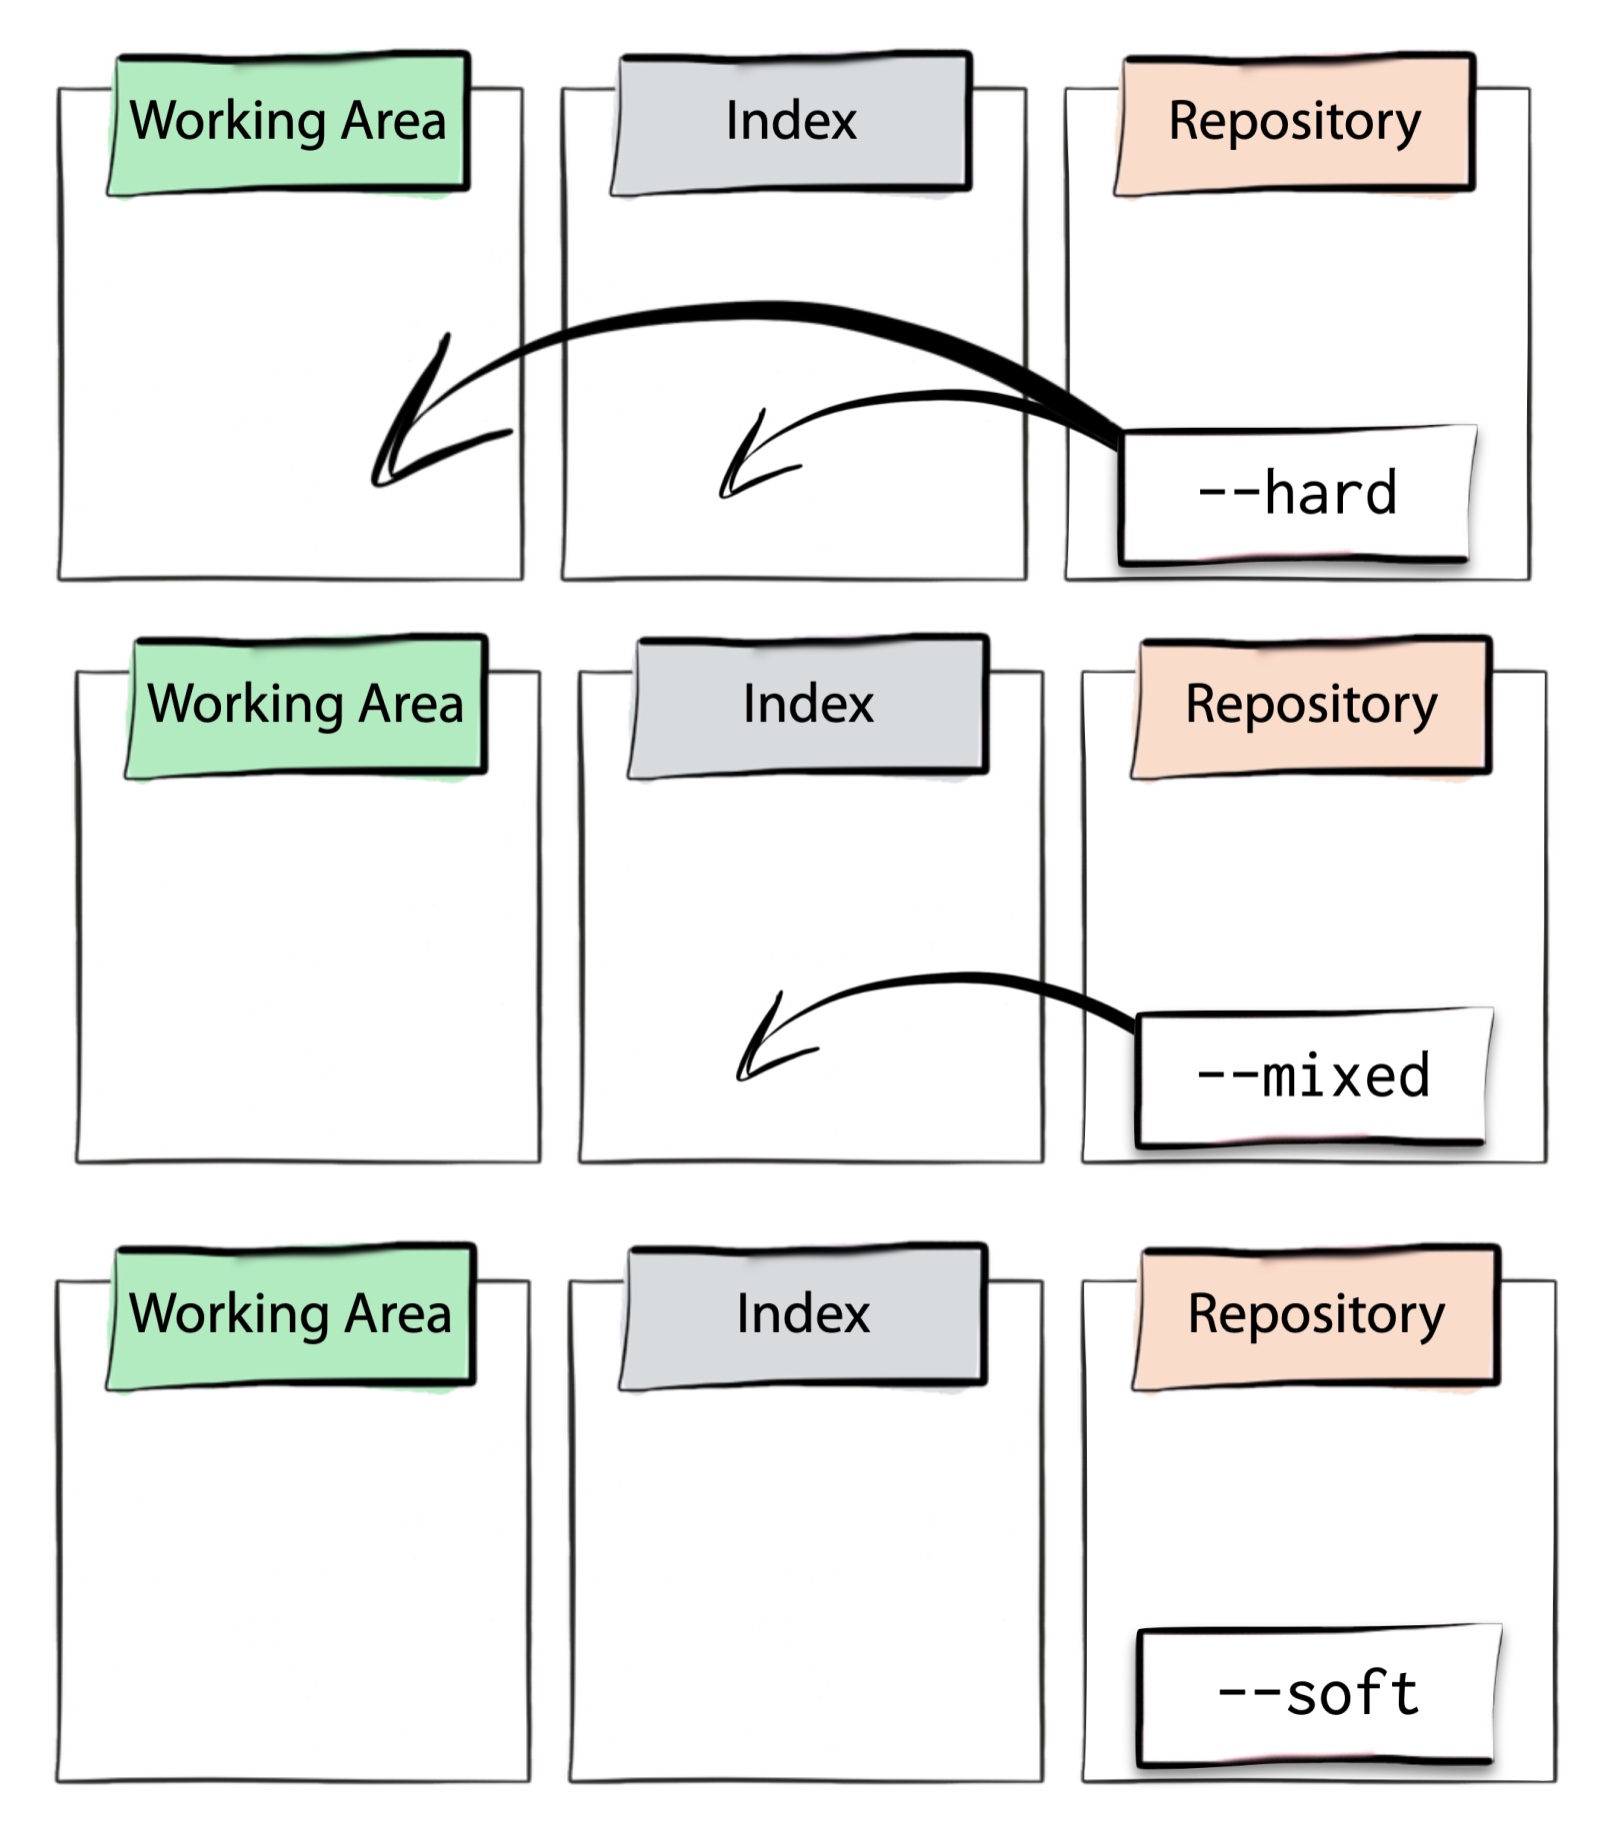 Working Area
Index
Repository
--hard
Working Area
Index
Repository
--mixed
Working Area
Index
Repository
--soft